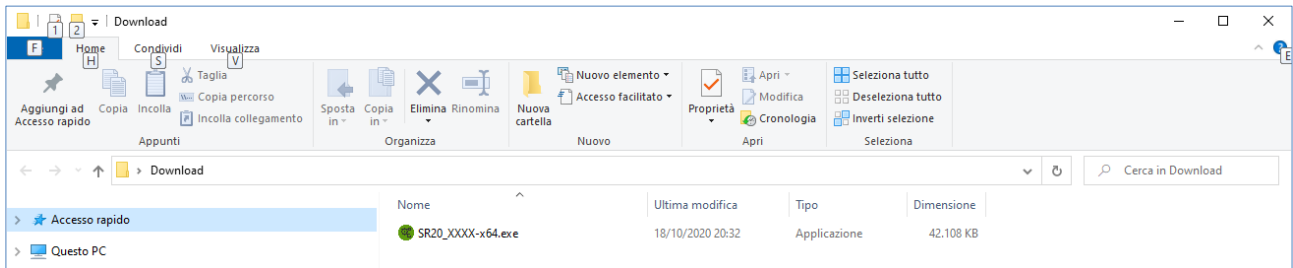 Download
1 2
F Home Condividi Visualizza
H S V E
Aggiungi ad
Accesso rapido
Copia
Incolla
Taglia
Copia percorso
Incolla collegamento
Appunti
Sposta
in
Copia
in
Elimina
Rinomina
Organizza
Nuova
cartella
Nuovo elemento
Accesso facilitato
Nuovo
Proprietà
Apri
Modifica
Cronologia
Apri
Seleziona tutto
Deseleziona tutto
Inverti selezione
Seleziona
Download
Cerca in Download
Accesso rapido
Questo PC
Nome Ultima modifica Tipo Dimensione
SR20_XXXX-x64.exe 18/10/2020 20:32 Applicazione 42.108 KB